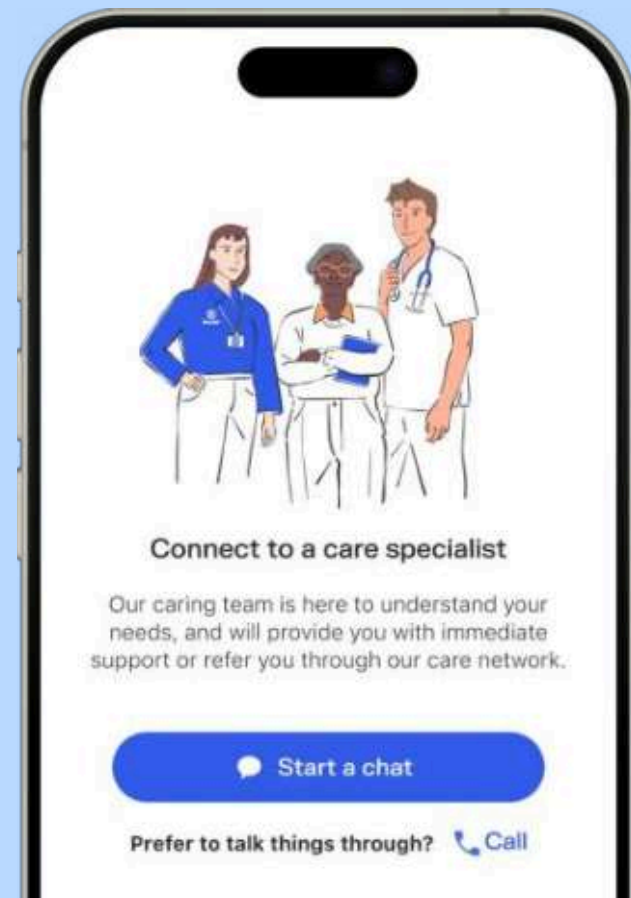 Connect to a care specialist
Our caring team is here to understand your
needs, and will provide you with immediate
support or refer you through our care network.
Start a chat
Prefer to talk things through? Call